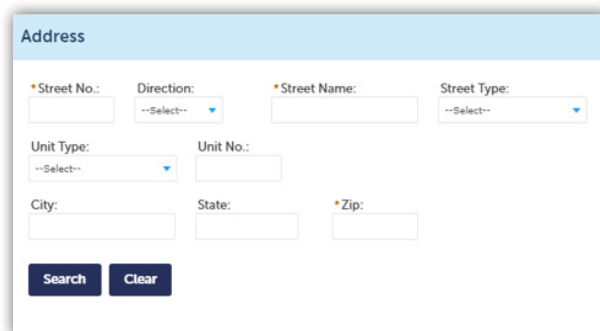 Address
*Street No.: Direction: *Street Name: Street Type:
--Select-- --Select--
Unit Type: Unit No.:
--Select--
City: State: *Zip:
Search Clear